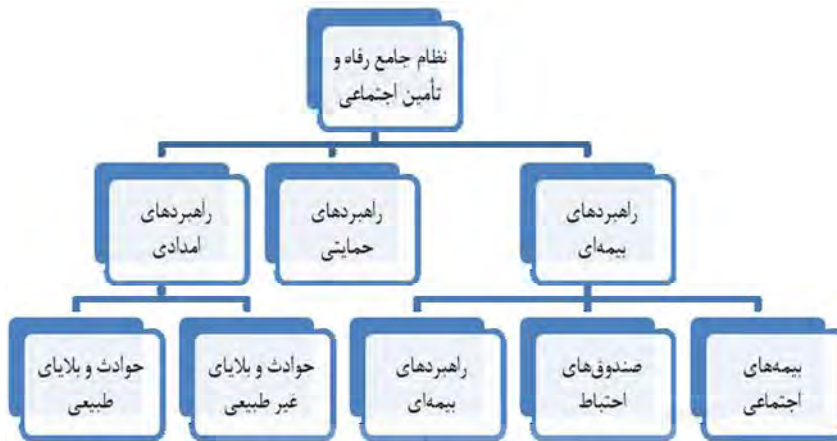 نظام جامع رفاه و
تأمین اجتماعی
راهبردهای
بیمه‌ای
راهبردهای
حمایتی
راهبردهای
امدادی
بیمه‌های
اجتماعی
صندوق‌های
احتباط
راهبردهای
بیمه‌ای
حوادث و بلایای
غیر طبیعی
حوادث و بلایای
طبیعی